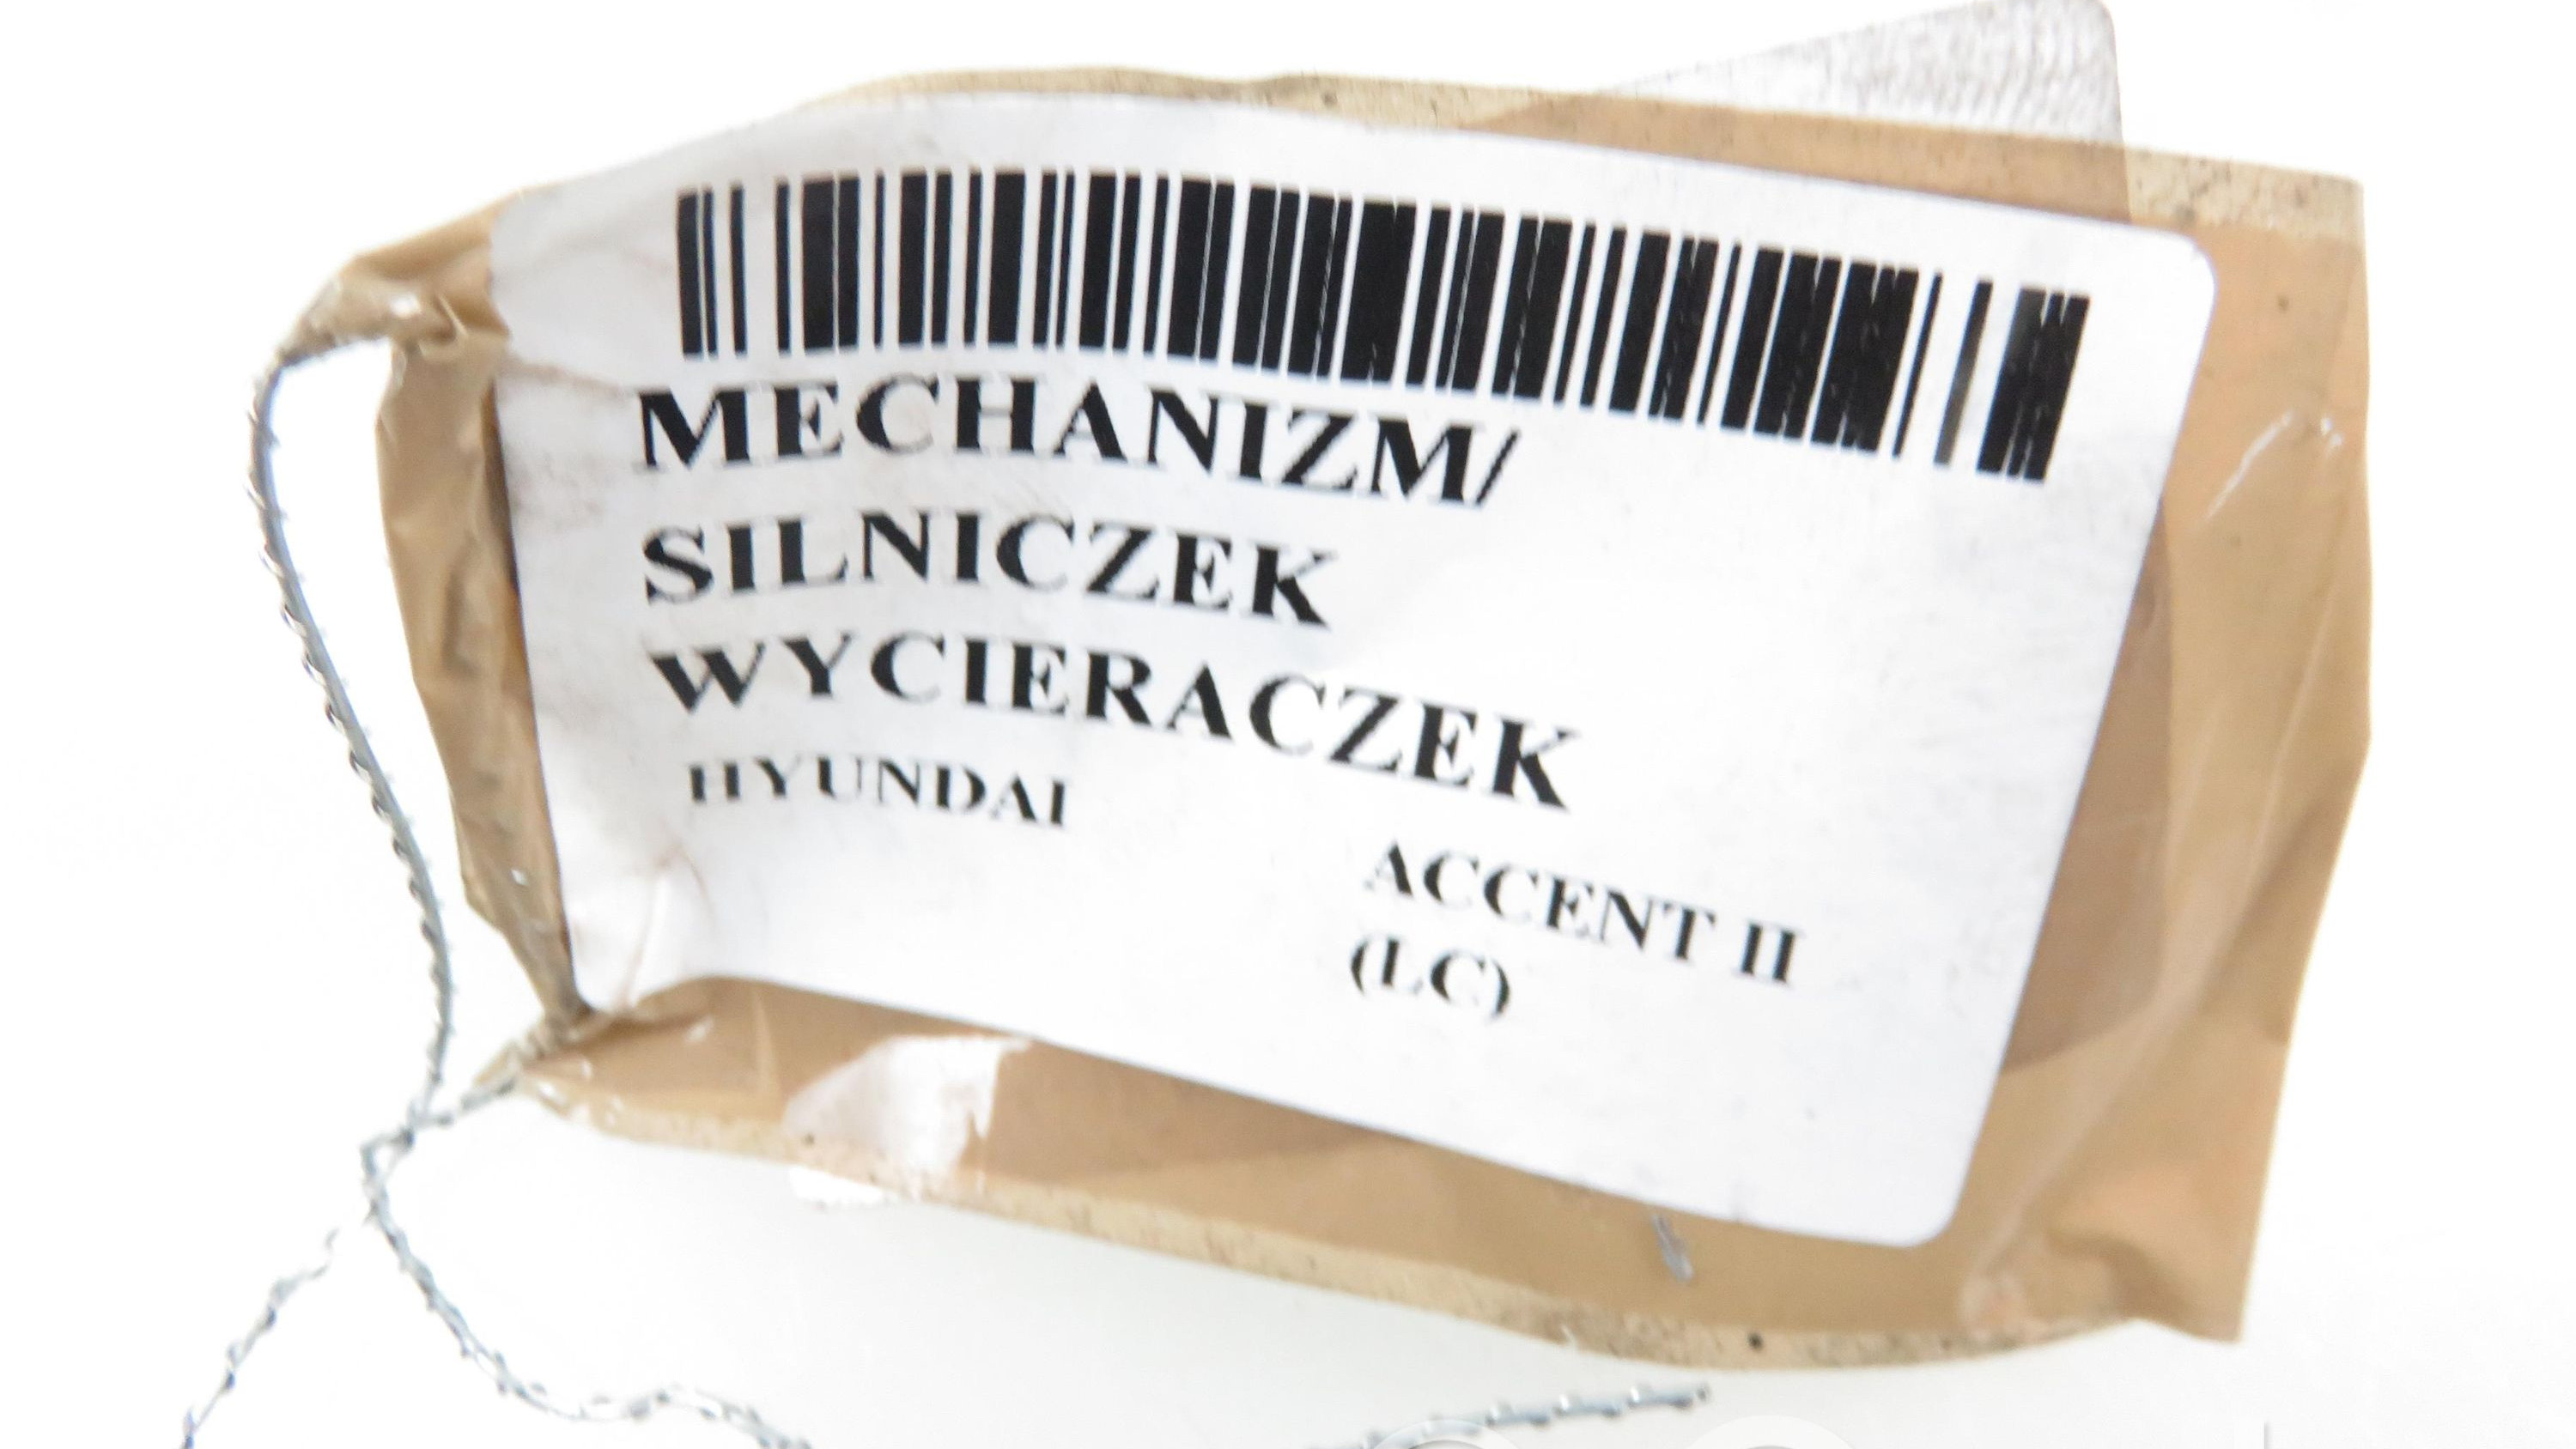 MECHANIZM/
SILNICZEK
WYCIERACZEK
HYUNDAI
ACCENT II
(LC)